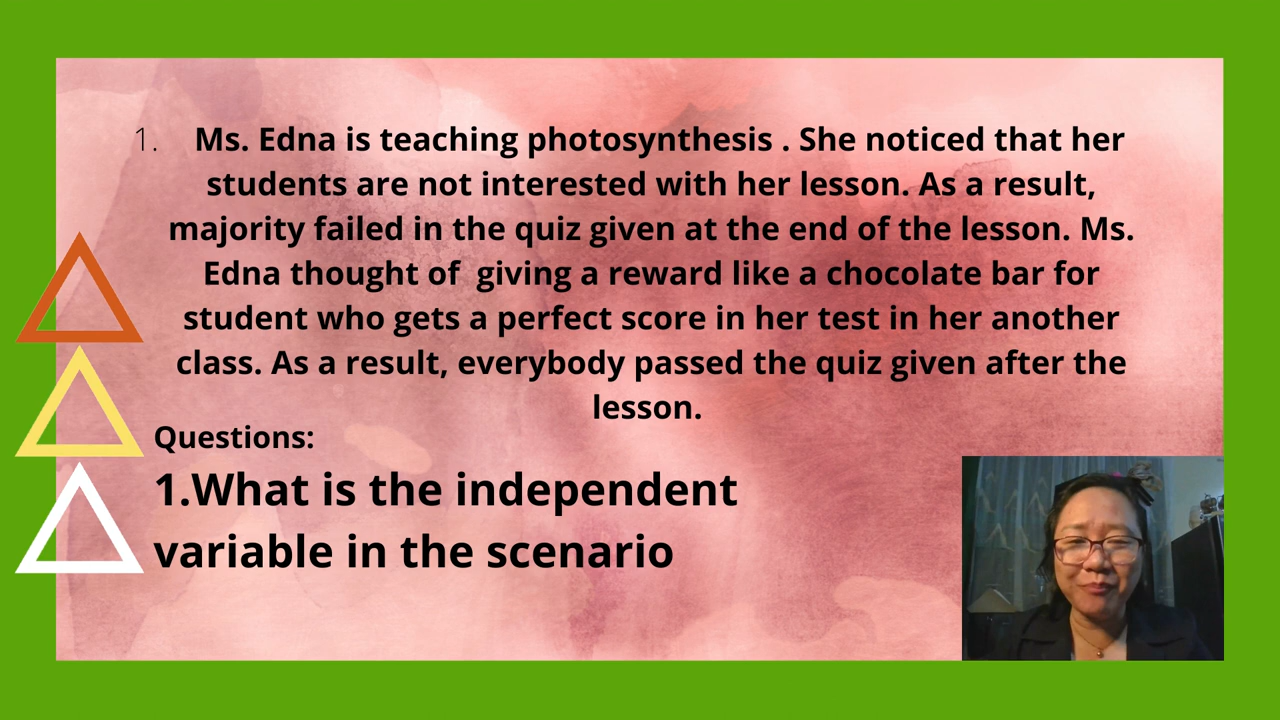 1. Ms. Edna is teaching photosynthesis . She noticed that her
students are not interested with her lesson. As a result,
majority failed in the quiz given at the end of the lesson. Ms.
Edna thought of  giving a reward like a chocolate bar for
student who gets a perfect score in her test in her another
class. As a result, everybody passed the quiz given after the
lesson.
Questions:
1.What is the independent
variable in the scenario